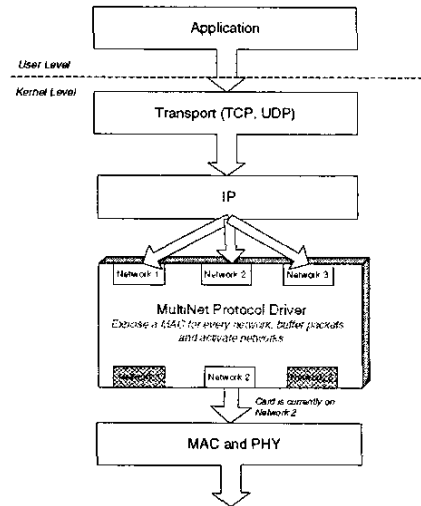 Application
User Level
Kernel Level
Transport (TCP, UDP)
IP
Network 1
Network 2
Network 3
MultiNet Protocol Driver
Expose a MAC for every network, buffer packets
and activate networks
Network 2
Card is currently on
Network 2
MAC and PHY